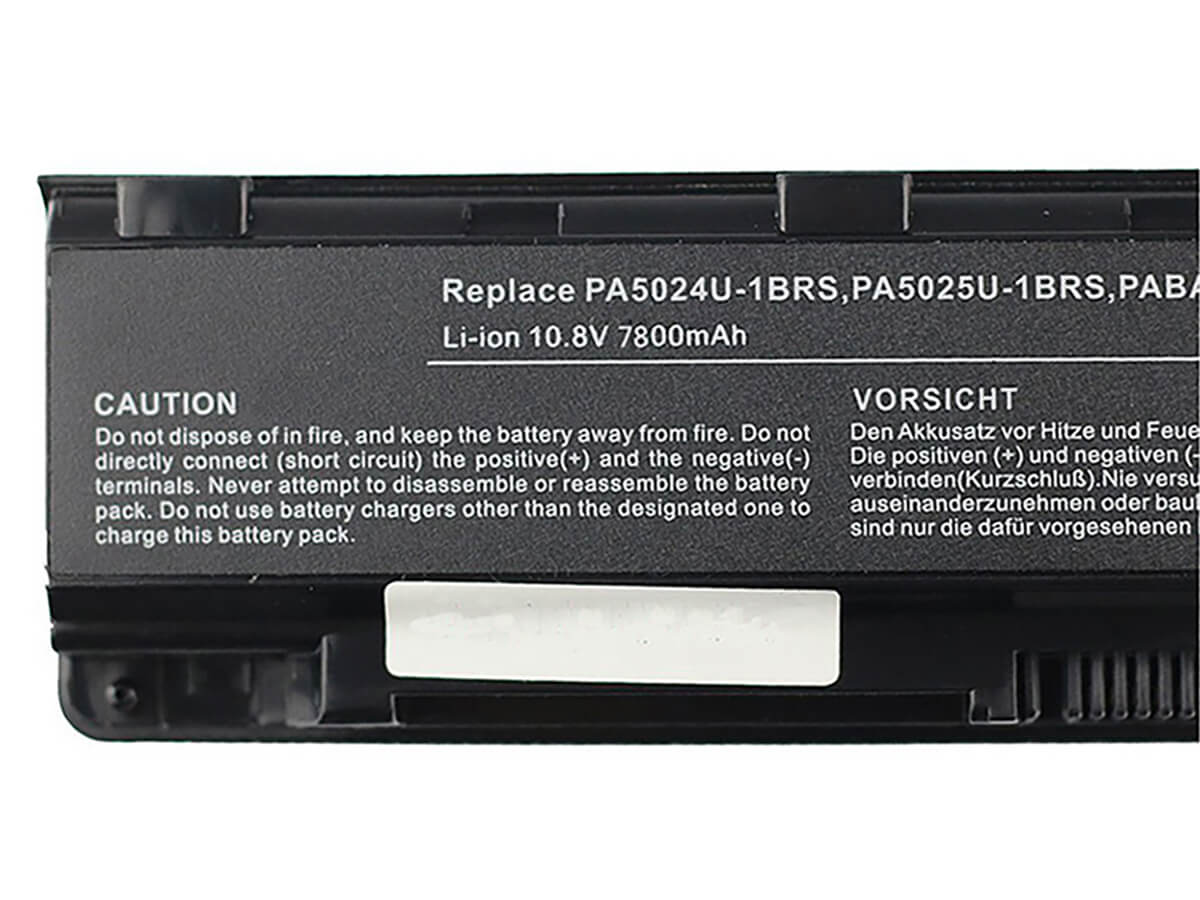 Replace PA5024U-1BRS,PA5025U-1BRS,PABA
Li-ion 10.8V 7800mAh
CAUTION
Do not dispose of in fire, and keep the battery away from fire. Do not
directly connect (short circuit) the positive(+) and the negative(-)
terminals. Never attempt to disassemble or reassemble the battery
pack. Do not use battery chargers other than the designated one to
charge this battery pack.
VORSICHT
Den Akkusatz vor Hitze und Feue
Die positiven (+) und negativen (-
verbinden(Kurzschluß).Nie versu
auseinanderzunehmen oder bau
sind nur die dafür vorgesehenen